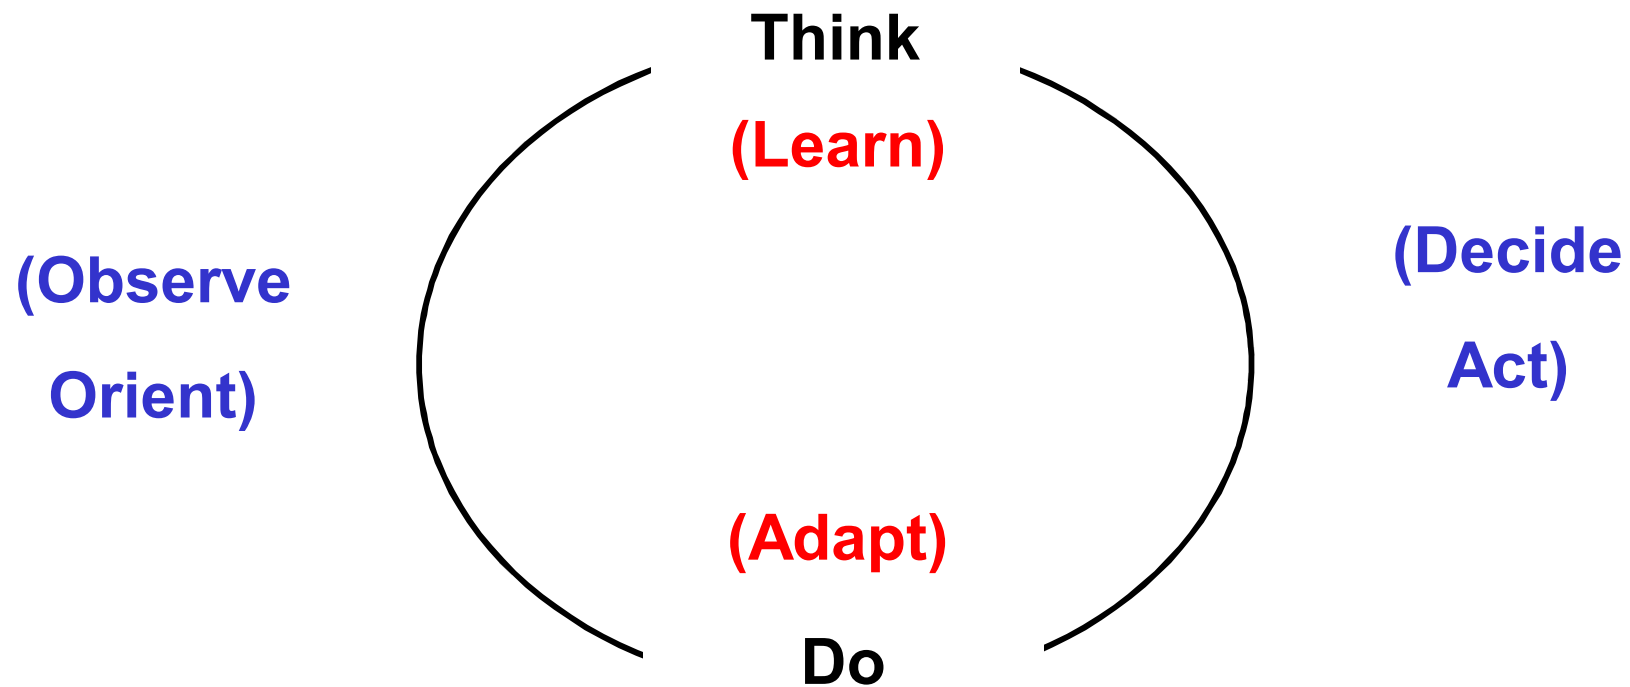 Think
(Learn)
(Observe
Orient)
(Decide
Act)
(Adapt)
Do